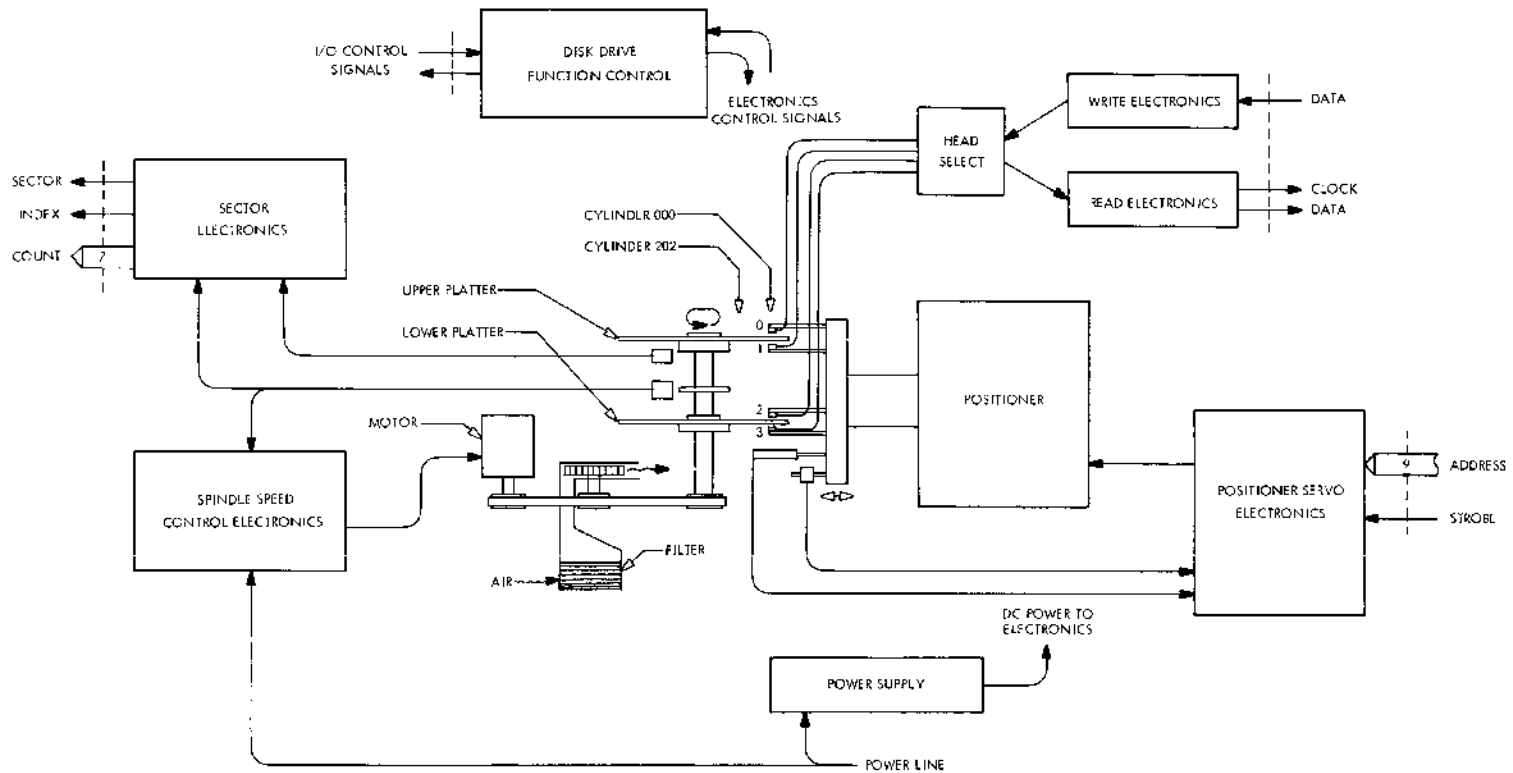 I/O CONTROL
SIGNALS
DISK DRIVE
FUNCTION CONTROL
ELECTRONICS
CONTROL SIGNALS
WRITE ELECTRONICS
DATA
HEAD
SELECT
READ ELECTRONICS
CLOCK
DATA
SECTOR
INDEX
COUNT
7
SECTOR
ELECTRONICS
CYLINDER 000
CYLINDER 202
UPPER PLATTER
LOWER PLATTER
0
1
2
3
POSITIONER
MOTOR
SPINDLE SPEED
CONTROL ELECTRONICS
FILTER
AIR
POSITIONER SERVO
ELECTRONICS
9
ADDRESS
STROBE
DC POWER TO
ELECTRONICS
POWER SUPPLY
POWER LINE